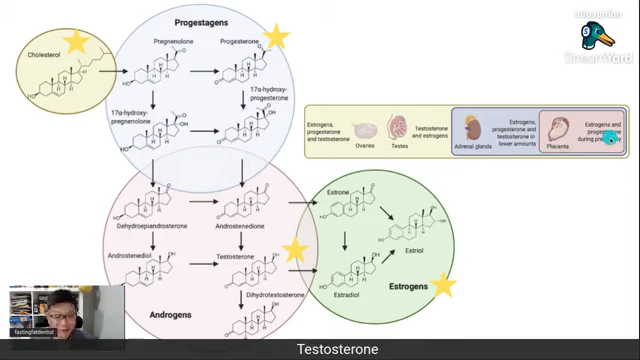 Progestagens
StreamYard
Cholesterol
Pregnenolone
Progesterone
HO
17α-hydroxy-
pregnenolone
17α-hydroxy-
progesterone
Estrogens,
progesterone
and testosterone
Ovaries
Testes
Testosterone
and estrogens
Adrenal glands
Estrogens,
progesterone and
testosterone in
lower amounts
Placenta
Estrogens and
progesterone
during
Dehydroepiandrosterone
Androstenedione
Estrone
Estriol
Androstenediol
Testosterone
Estradiol
Estrogens
Dihydrotestosterone
Androgens
fastingfatdentist
Testosterone